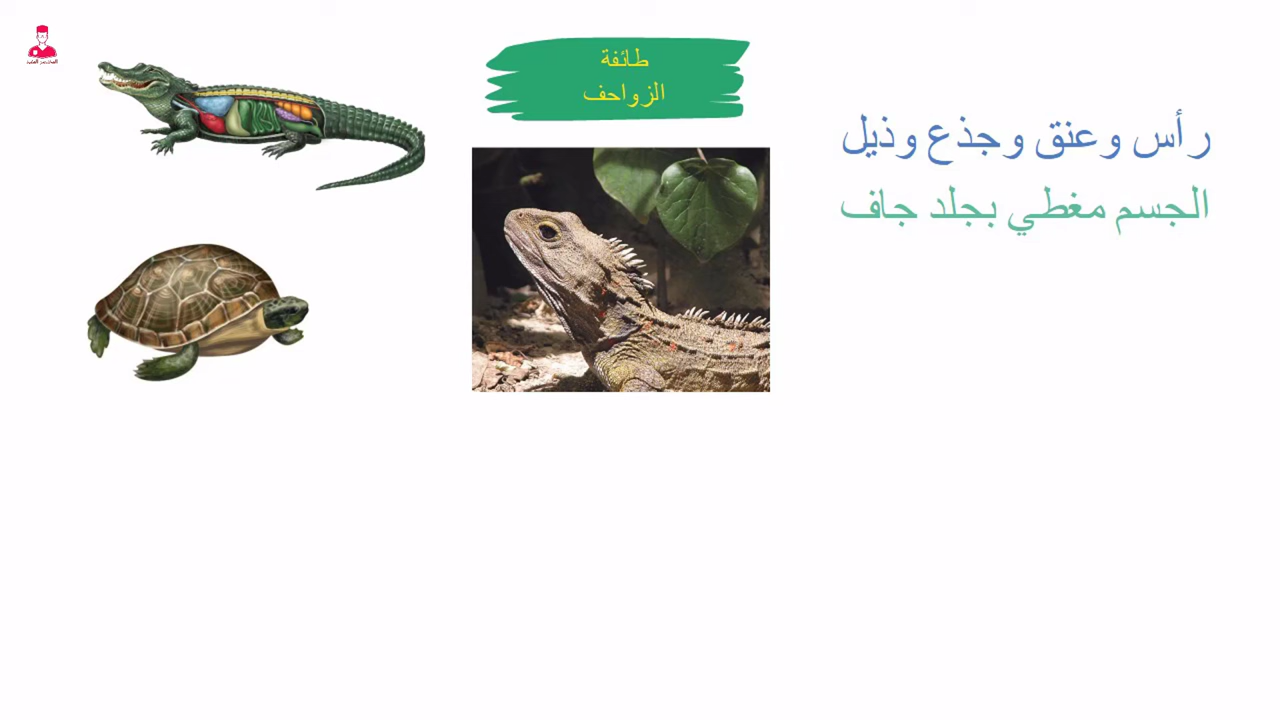 طائفة
الزواحف
رأس وعنق وجذع وذيل
الجسم مغطي بجلد جاف